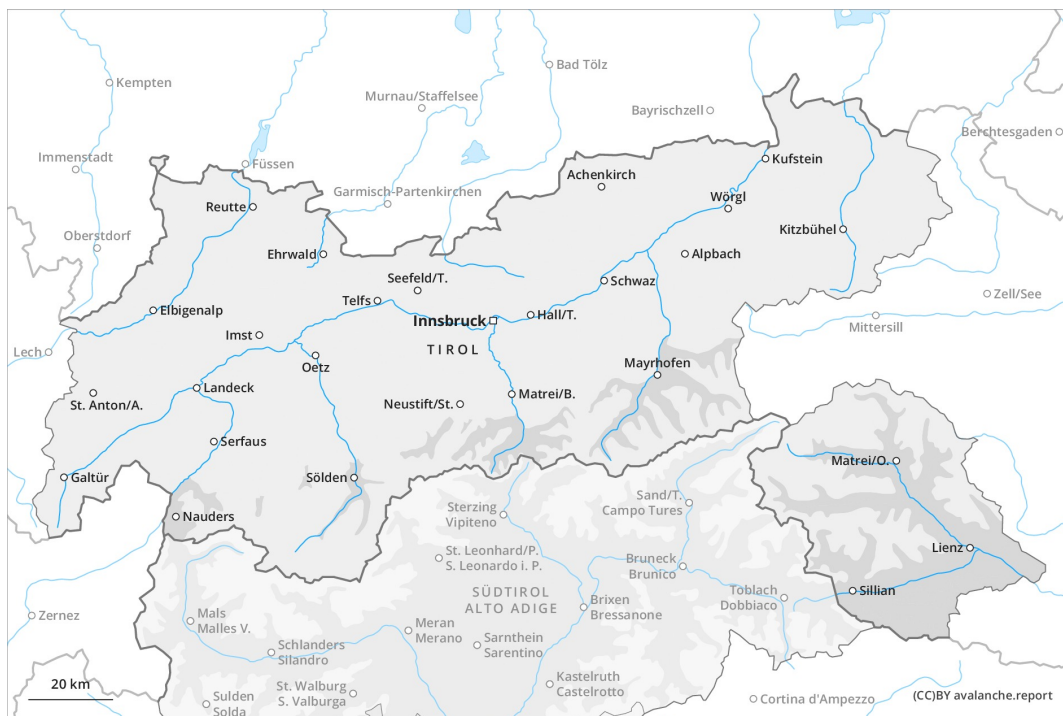 Kempten
Bad Tölz
Murnau/Staffelsee
Bayrischzell
Berchtesgaden
Immenstadt
Füssen
Kufstein
Achenkirch
Garmisch-Partenkirchen
Reutte
Wörgl
Oberstdorf
Kitzbühel
Ehrwald
Alpbach
Seefeld/T.
Schwaz
Zell/See
Telfs
Elbigenalp
Innsbruck
Hall/T.
Mittersill
Imst
TIROL
Lech
Oetz
Mayrhofen
Landeck
St. Anton/A.
Neustift/St.
Matrei/B.
Serfaus
Matrei/O.
Galtür
Sölden
Sand/T.
Campo Tures
Sterzing
Vipiteno
Nauders
Lienz
St. Leonhard/P.
S. Leonardo i. P.
Bruneck
Brunico
SÜDTIROL
ALTO ADIGE
Toblach
Dobbiaco
Sillian
Zernez
Mals
Malles V.
Brixen
Bressanone
Meran
Merano
Sarnthein
Sarentino
Schlanders
Silandro
20 km
Sulden
Solda
St. Walburg
S. Valburga
Kastelruth
Castelrotto
Cortina d'Ampezzo
(CC)BY avalanche.report